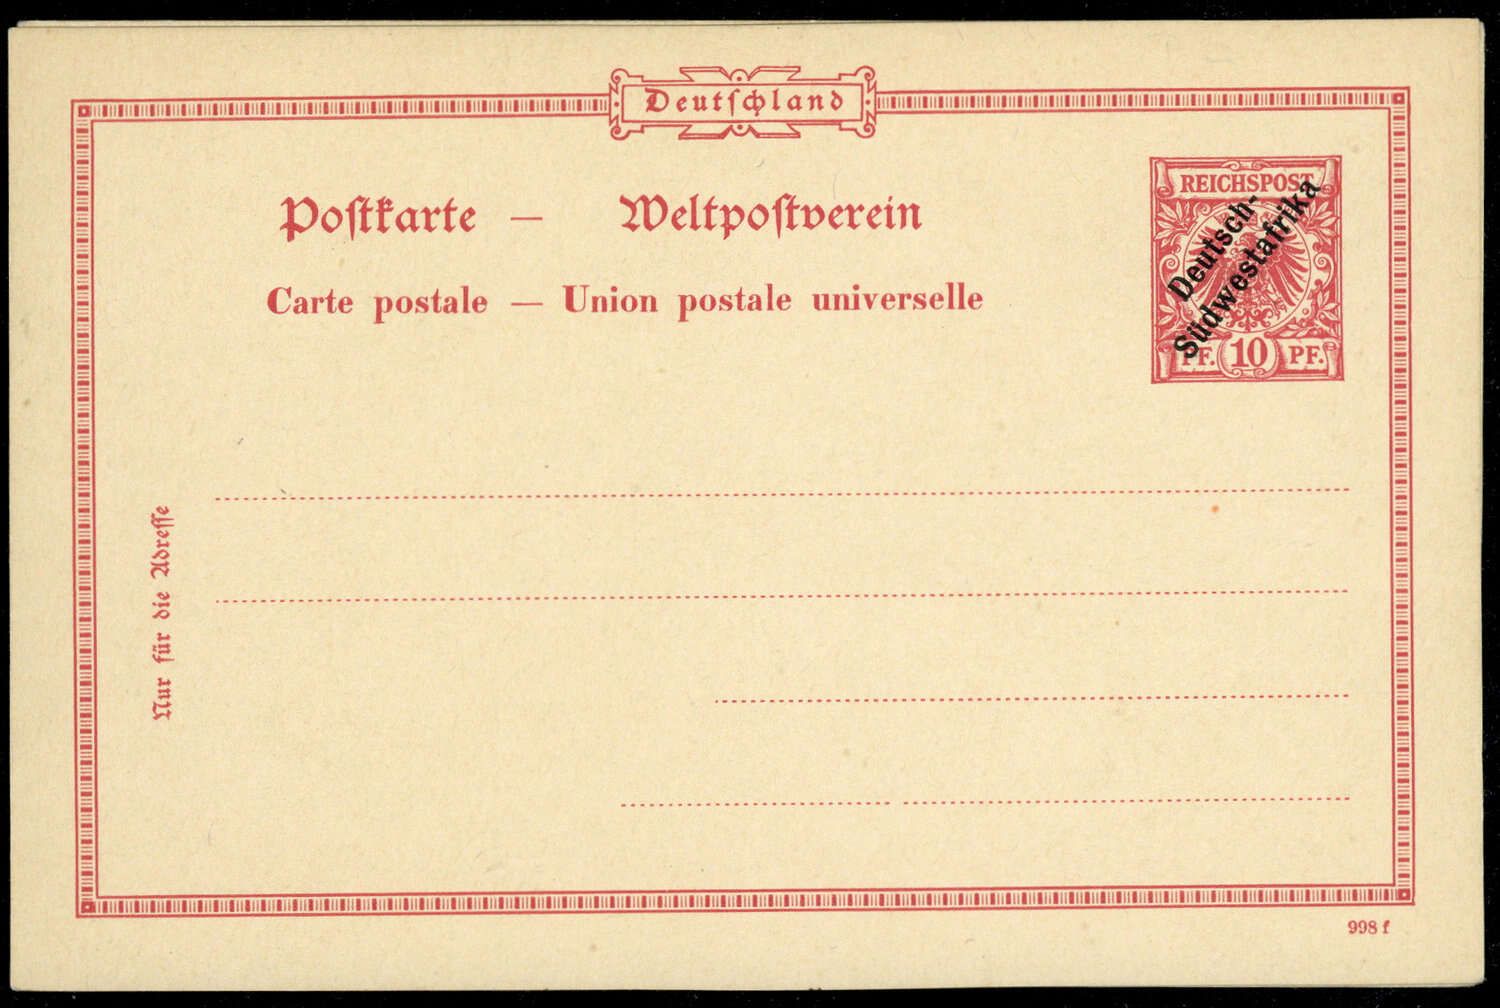 Deutſchland
Poſtkarte — Weltpoſtverein
Carte postale — Union postale universelle
REICHSPOST
Deutsch-
Südwestafrika
PF. 10 PF.
Nur für die Adreſſe
998 f